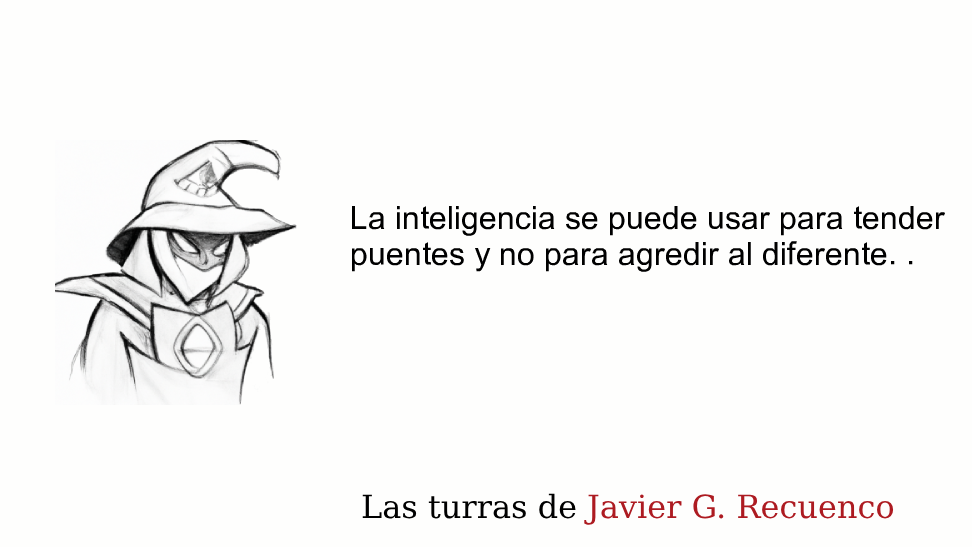 La inteligencia se puede usar para tender
puentes y no para agredir al diferente. .
Las turras de Javier G. Recuenco